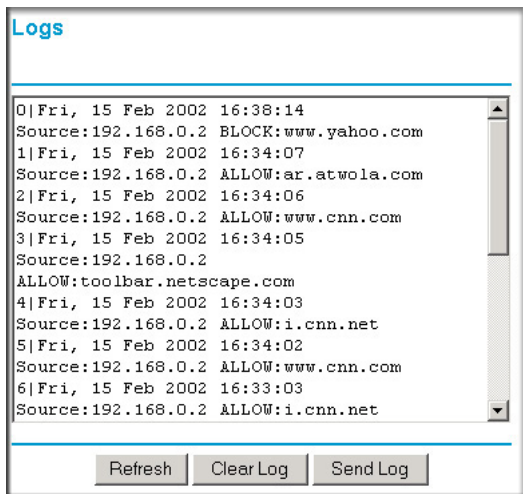 Logs
0|Fri, 15 Feb 2002 16:38:14
Source:192.168.0.2 BLOCK:www.yahoo.com
1|Fri, 15 Feb 2002 16:34:07
Source:192.168.0.2 ALLOW:ar.atwola.com
2|Fri, 15 Feb 2002 16:34:06
Source:192.168.0.2 ALLOW:www.cnn.com
3|Fri, 15 Feb 2002 16:34:05
Source:192.168.0.2
ALLOW:toolbar.netscape.com
4|Fri, 15 Feb 2002 16:34:03
Source:192.168.0.2 ALLOW:i.cnn.net
5|Fri, 15 Feb 2002 16:34:02
Source:192.168.0.2 ALLOW:www.cnn.com
6|Fri, 15 Feb 2002 16:33:03
Source:192.168.0.2 ALLOW:i.cnn.net
Refresh Clear Log Send Log